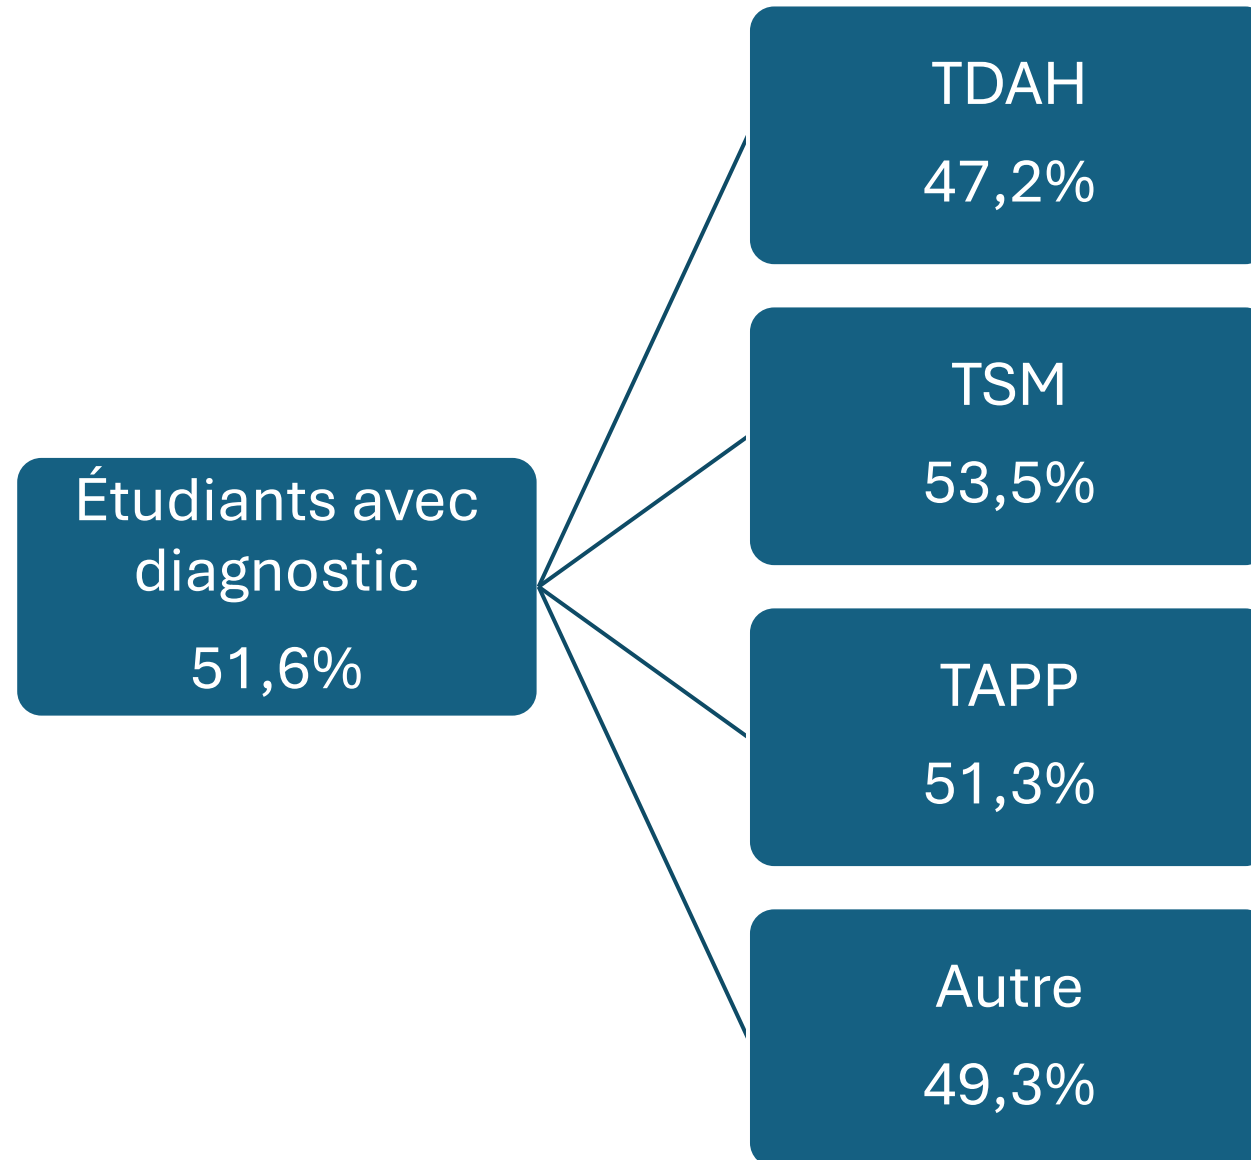 TDAH
47,2%
TSM
53,5%
Étudiants avec
diagnostic
51,6%
TAPP
51,3%
Autre
49,3%